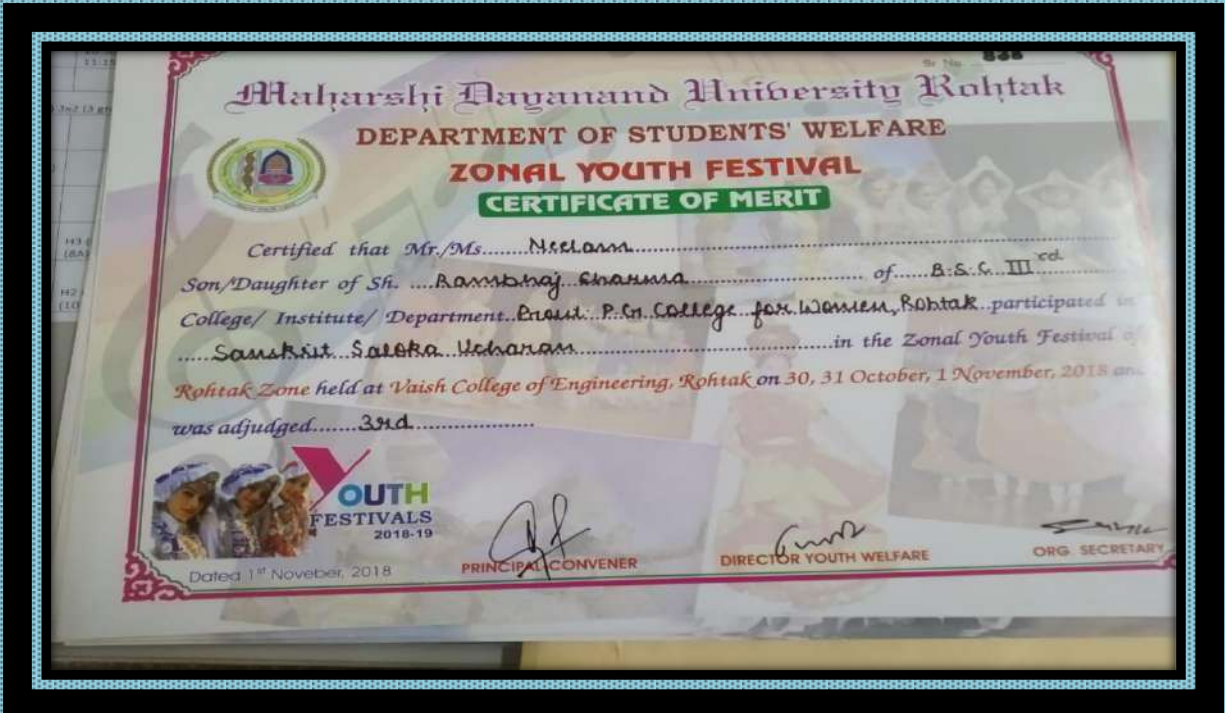 Sr. No. 838
Maharshi Dayanand University Rohtak
DEPARTMENT OF STUDENTS' WELFARE
ZONAL YOUTH FESTIVAL
CERTIFICATE OF MERIT
Certified that Mr./Ms......Neelam..........
Son/Daughter of Sh. ....Rambhaj Sharma.......... of.....B.S.C. III rd
College/ Institute/ Department..Govt. P.G. College for Women, Rohtak..participated in
.....Sanskrit Saloka Ucharan..........in the Zonal Youth Festival of
Rohtak Zone held at Vaish College of Engineering, Rohtak on 30, 31 October, 1 November, 2018 and
was adjudged.......3rd..........
YOUTH
FESTIVALS
2018-19
PRINCIPAL CONVENER
DIRECTOR YOUTH WELFARE
ORG. SECRETARY
Dated 1st Noveber, 2018